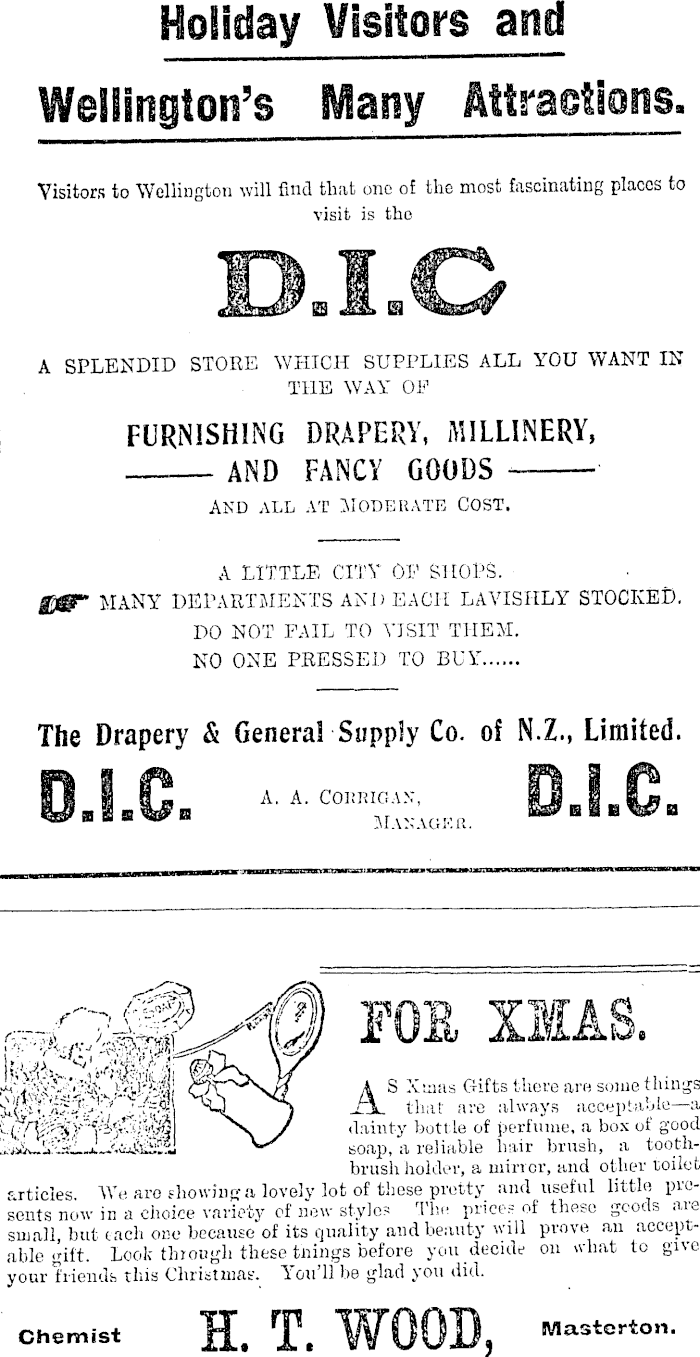 Holiday Visitors and
Wellington's Many Attractions.
Visitors to Wellington will find that one of the most fascinating places to
visit is the
D.I.C
A SPLENDID STORE WHICH SUPPLIES ALL YOU WANT IN
THE WAY OF
FURNISHING DRAPERY, MILLINERY,
AND FANCY GOODS
AND ALL AT MODERATE COST.
A LITTLE CITY OF SHOPS.
MANY DEPARTMENTS AND EACH LAVISHLY STOCKED.
DO NOT FAIL TO VISIT THEM.
NO ONE PRESSED TO BUY......
The Drapery & General Supply Co. of N.Z., Limited.
D.I.C. A. A. CORRIGAN, D.I.C.
MANAGER.
SOAP
FOR XMAS.
AS Xmas Gifts there are some things
that are always acceptable—a
dainty bottle of perfume, a box of good
soap, a reliable hair brush, a tooth-
brush holder, a mirror, and other toilet
articles. We are showing a lovely lot of these pretty and useful little pre-
sents now in a choice variety of new styles The prices of these goods are
small, but each one because of its quality and beauty will prove an accept-
able gift. Look through these things before you decide on what to give
your friends this Christmas. You'll be glad you did.
Chemist H. T. WOOD, Masterton.